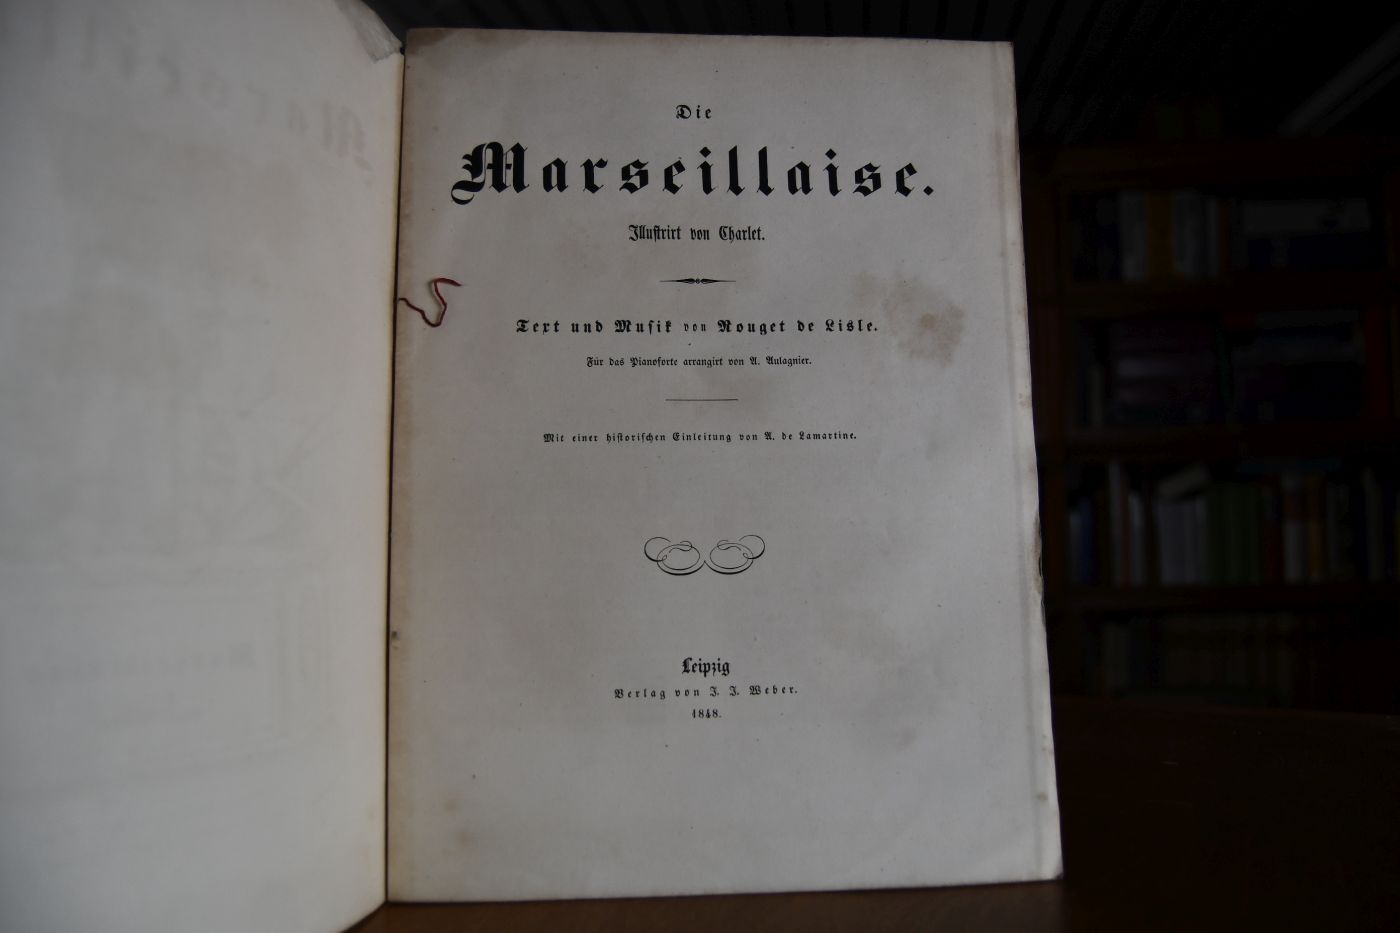 Die
Marseillaise.
Illustrirt von Charlet.
Text und Musik von Rouget de Lisle.
Für das Pianoforte arrangirt von A. Aulagnier.
Mit einer historischen Einleitung von A. de Lamartine.
Leipzig
Verlag von J. J. Weber.
1848.